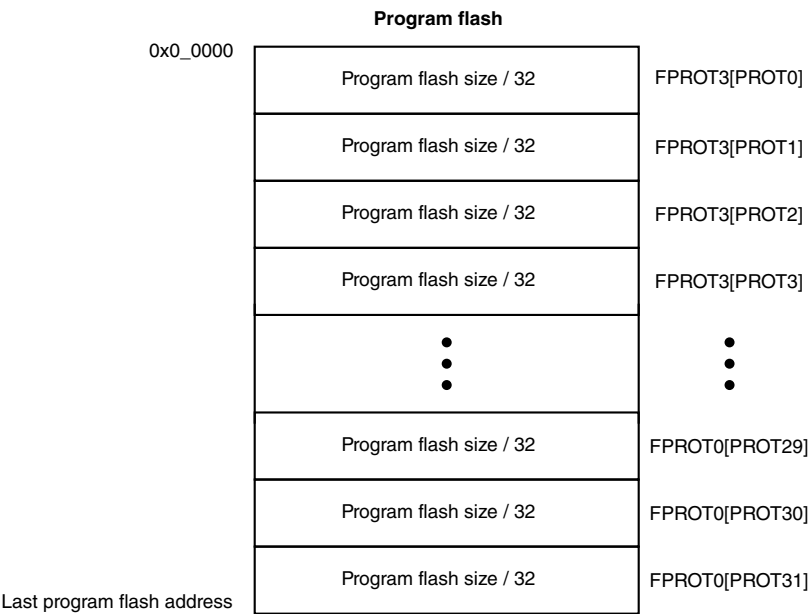 Program flash
0x0_0000
Program flash size / 32
FPROT3[PROT0]
Program flash size / 32
FPROT3[PROT1]
Program flash size / 32
FPROT3[PROT2]
Program flash size / 32
FPROT3[PROT3]
Program flash size / 32
FPROT0[PROT29]
Program flash size / 32
FPROT0[PROT30]
Program flash size / 32
FPROT0[PROT31]
Last program flash address